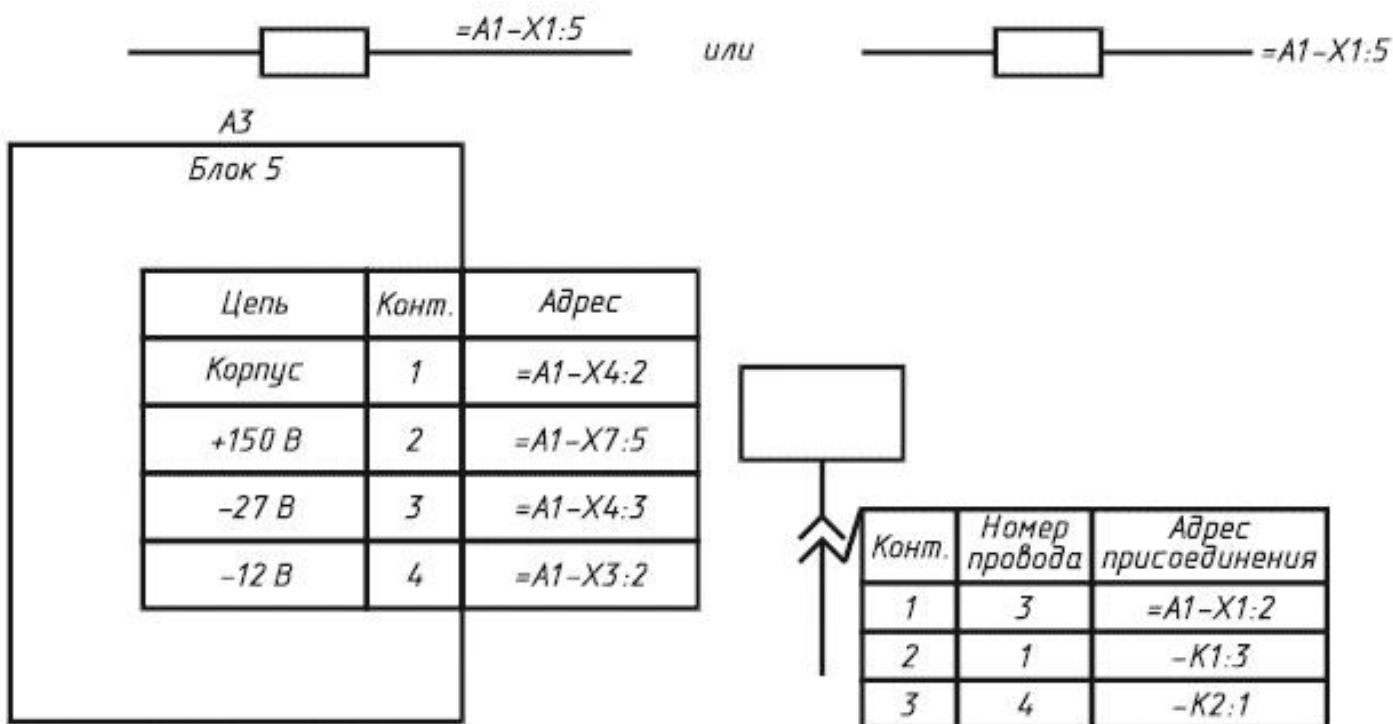 =A1-X1:5 или =A1-X1:5
A3
Блок 5
Цепь Конт. Адрес
Корпус 1 =A1-X4:2
+150 В 2 =A1-X7:5
-27 В 3 =A1-X4:3
-12 В 4 =A1-X3:2
Конт. Номер провода Адрес присоединения
1 3 =A1-X1:2
2 1 -K1:3
3 4 -K2:1